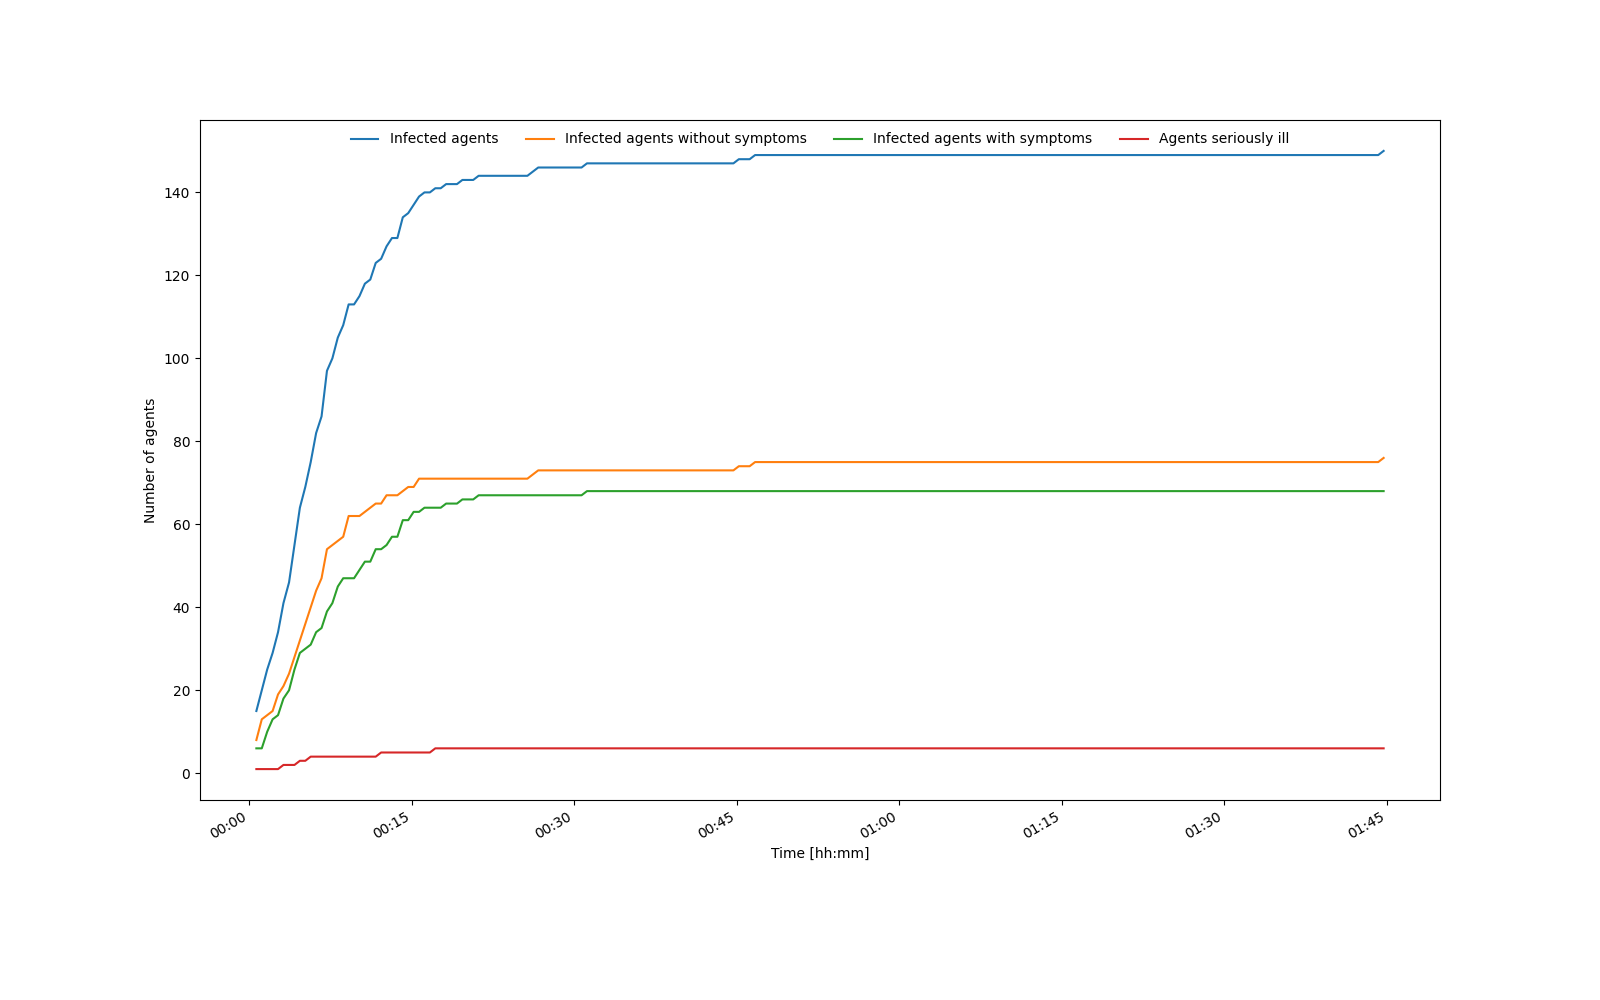 Infected agents Infected agents without symptoms Infected agents with symptoms Agents seriously ill
140
120
100
80
60
40
20
0
Number of agents
00:00 00:15 00:30 00:45 01:00 01:15 01:30 01:45
Time [hh:mm]